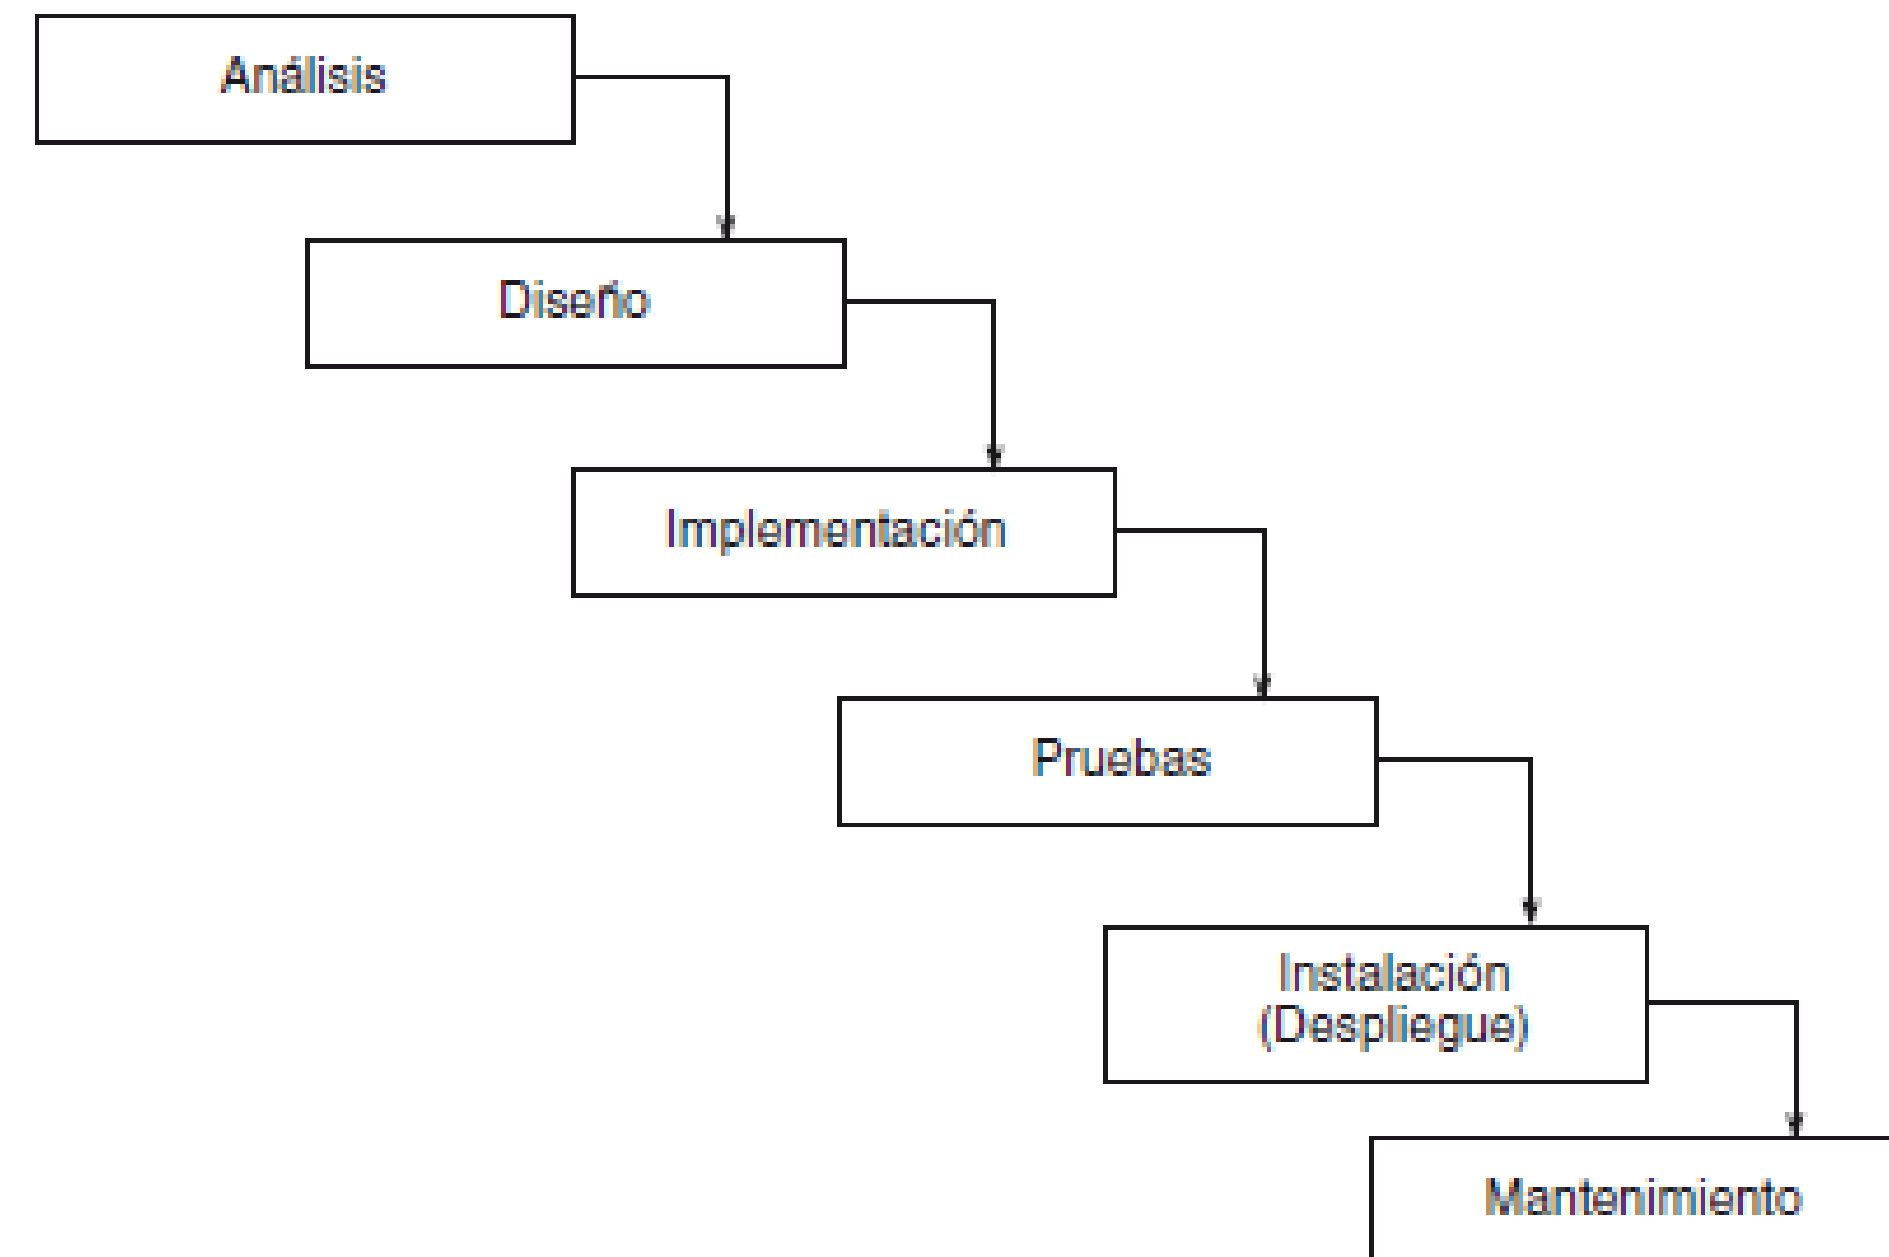 Análisis
Diseño
Implementación
Pruebas
Instalación
(Despliegue)
Mantenimiento